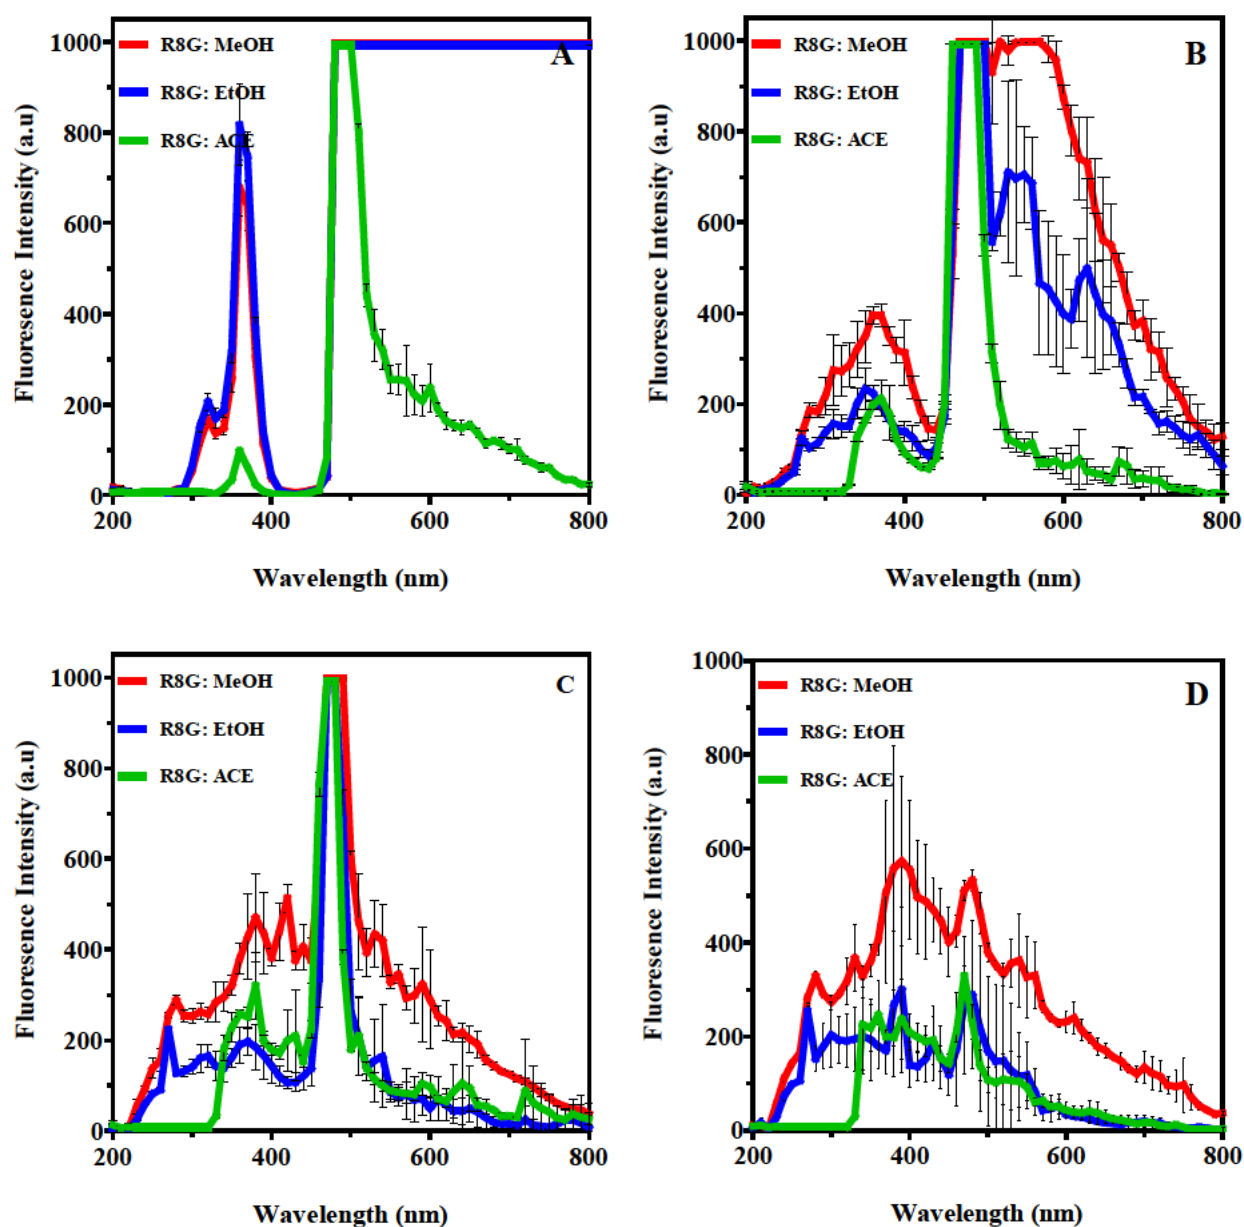 A
R8G: MeOH
R8G: EtOH
R8G: ACE
Fluoresence Intensity (a.u)
1000
800
600
400
200
0
200 400 600 800
Wavelength (nm)
B
R8G: MeOH
R8G: EtOH
R8G: ACE
Fluoresence Intensity (a.u)
1000
800
600
400
200
0
200 400 600 800
Wavelength (nm)
C
R8G: MeOH
R8G: EtOH
R8G: ACE
Fluoresence Intensity (a.u)
1000
800
600
400
200
0
200 400 600 800
Wavelength (nm)
D
R8G: MeOH
R8G: EtOH
R8G: ACE
Fluoresence Intensity (a.u)
1000
800
600
400
200
0
200 400 600 800
Wavelength (nm)